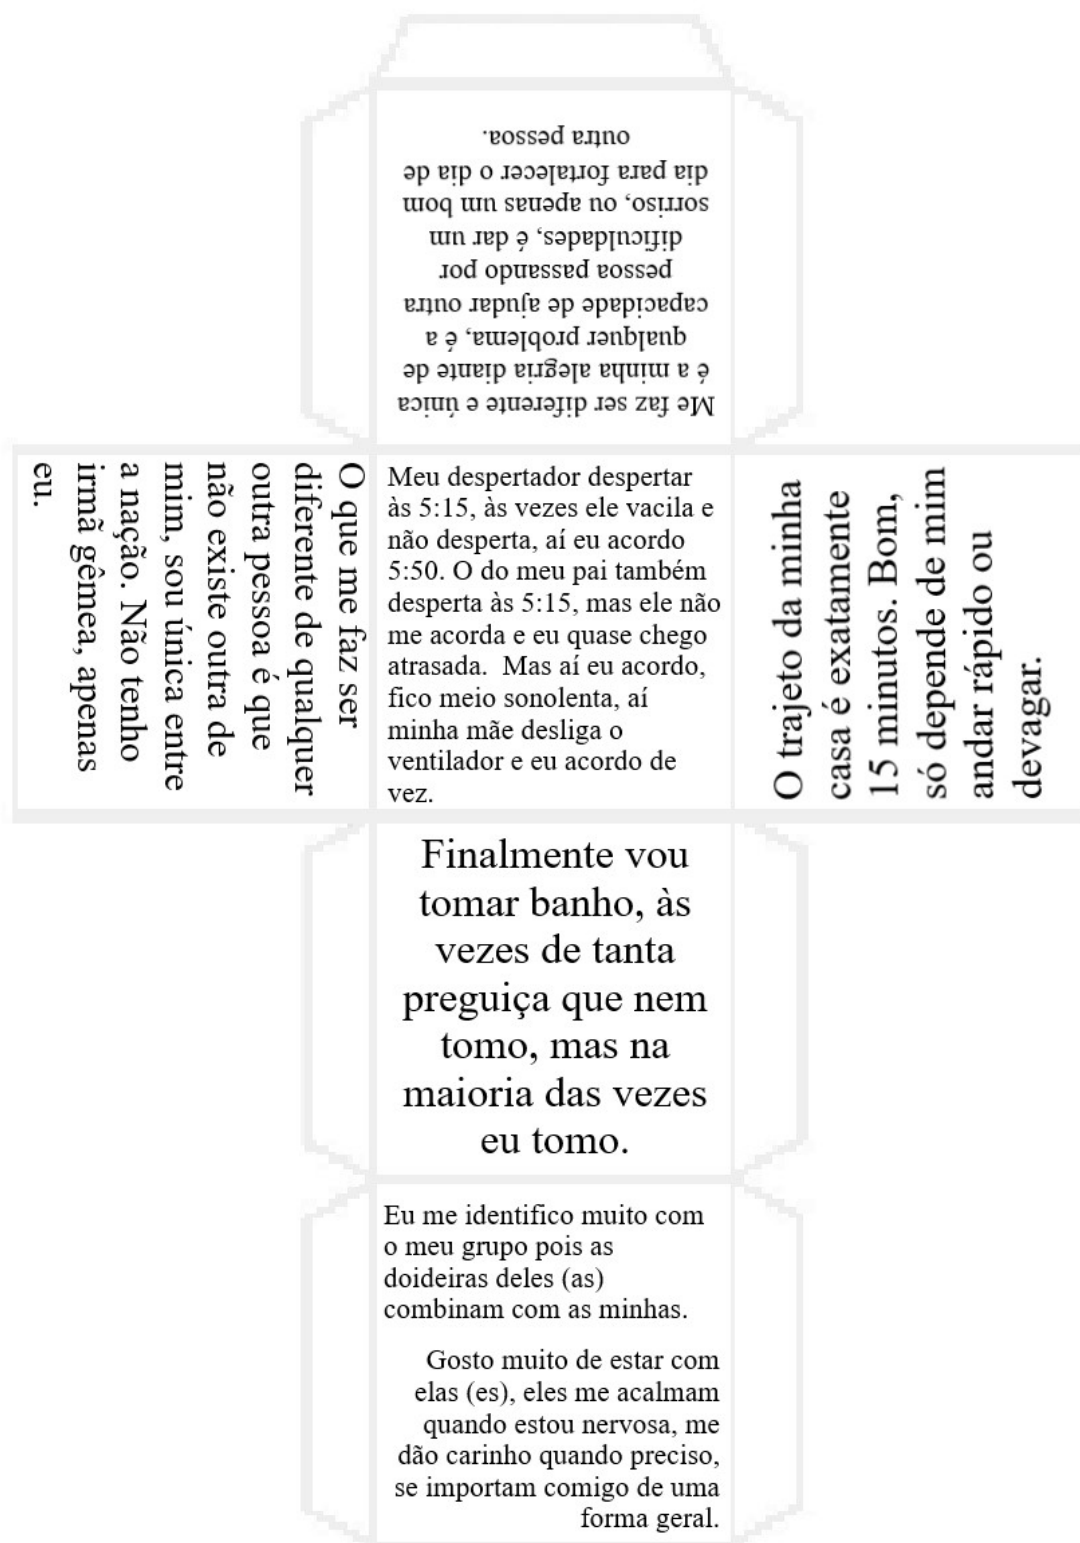 Me faz ser diferente e única
é a minha alegria diante de
qualquer problema, é a
capacidade de ajudar outra
pessoa passando por
dificuldades, é dar um
sorriso, ou apenas um bom
dia para fortalecer o dia de
outra pessoa.
O que me faz ser
diferente de qualquer
outra pessoa é que
não existe outra de
mim, sou única entre
a nação. Não tenho
irmã gêmea, apenas
eu.
Meu despertador despertar
às 5:15, às vezes ele vacila e
não desperta, aí eu acordo
5:50. O do meu pai também
desperta às 5:15, mas ele não
me acorda e eu quase chego
atrasada. Mas aí eu acordo,
fico meio sonolenta, aí
minha mãe desliga o
ventilador e eu acordo de
vez.
O trajeto da minha
casa é exatamente
15 minutos. Bom,
só depende de mim
andar rápido ou
devagar.
Finalmente vou
tomar banho, às
vezes de tanta
preguiça que nem
tomo, mas na
maioria das vezes
eu tomo.
Eu me identifico muito com
o meu grupo pois as
doideiras deles (as)
combinam com as minhas.
Gosto muito de estar com
elas (es), eles me acalmam
quando estou nervosa, me
dão carinho quando preciso,
se importam comigo de uma
forma geral.